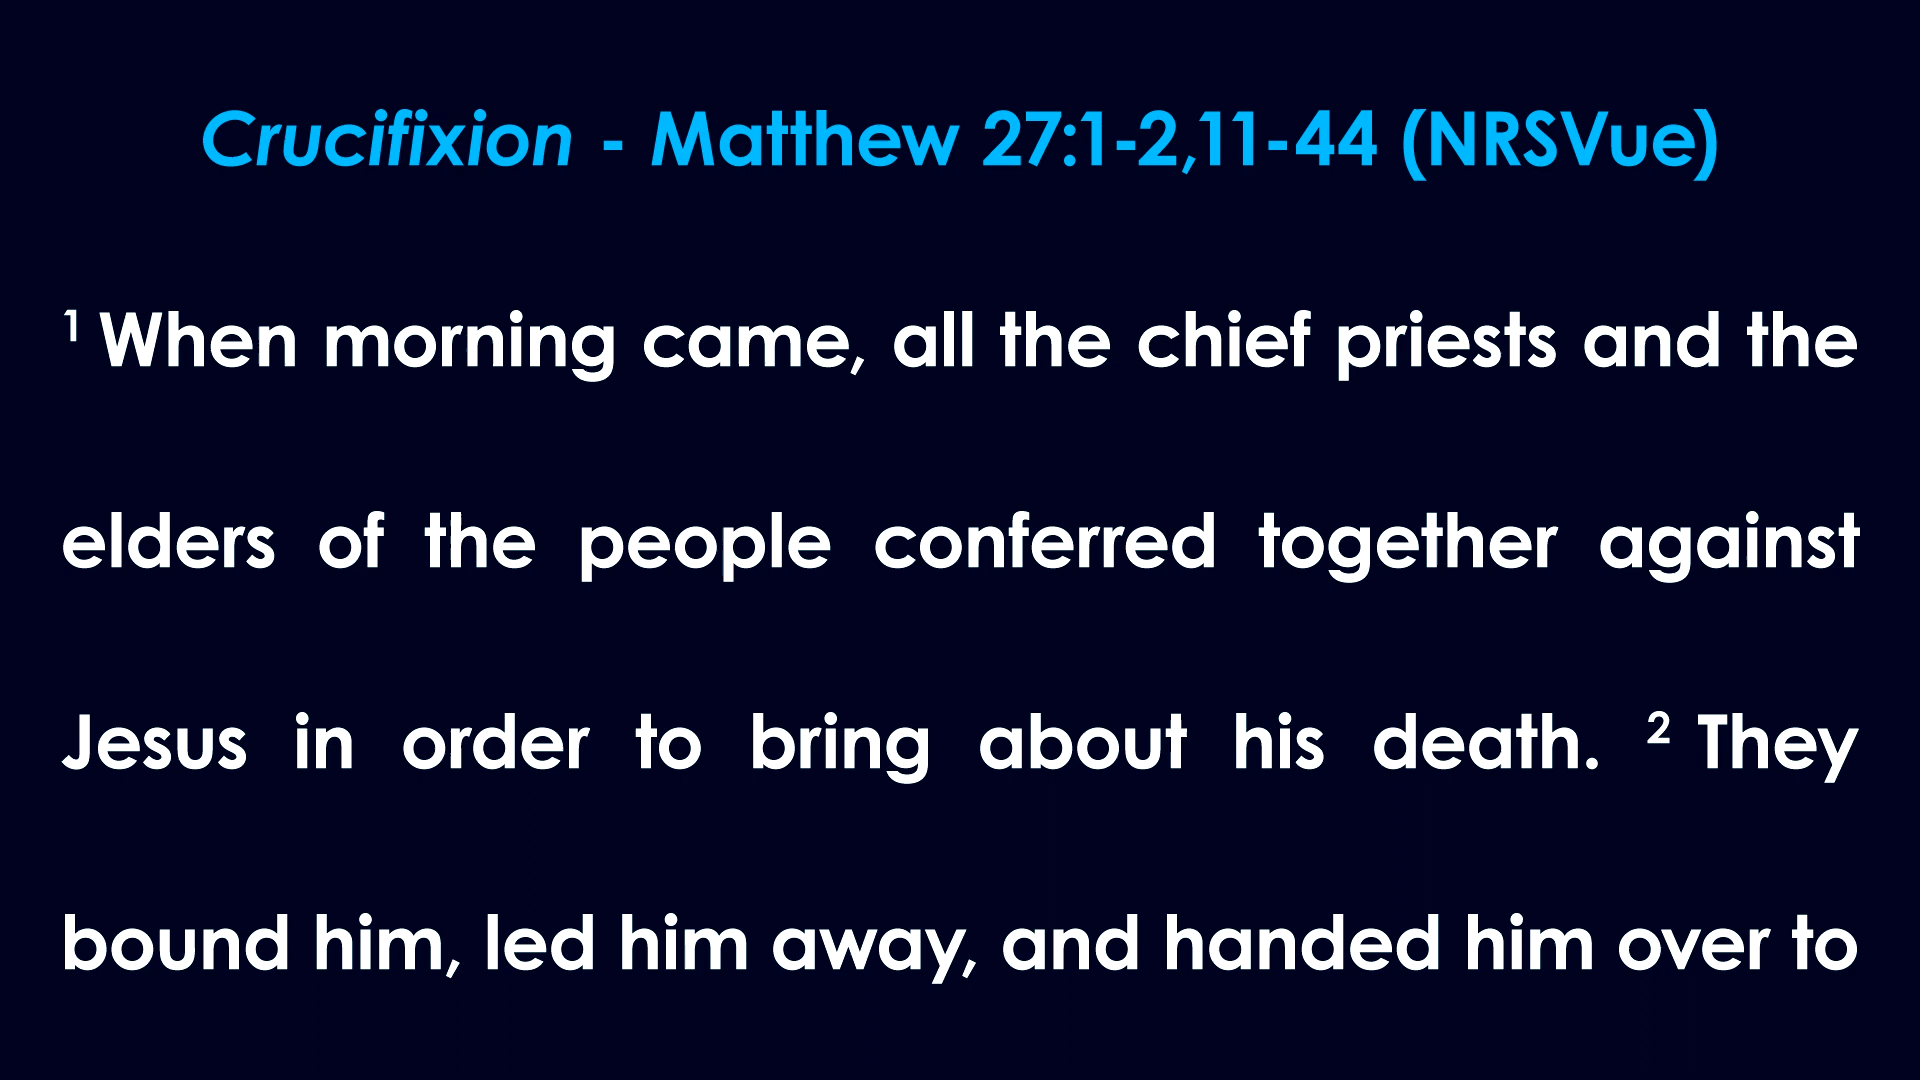 Crucifixion - Matthew 27:1-2,11-44 (NRSVue)
¹ When morning came, all the chief priests and the
elders of the people conferred together against
Jesus in order to bring about his death. ² They
bound him, led him away, and handed him over to